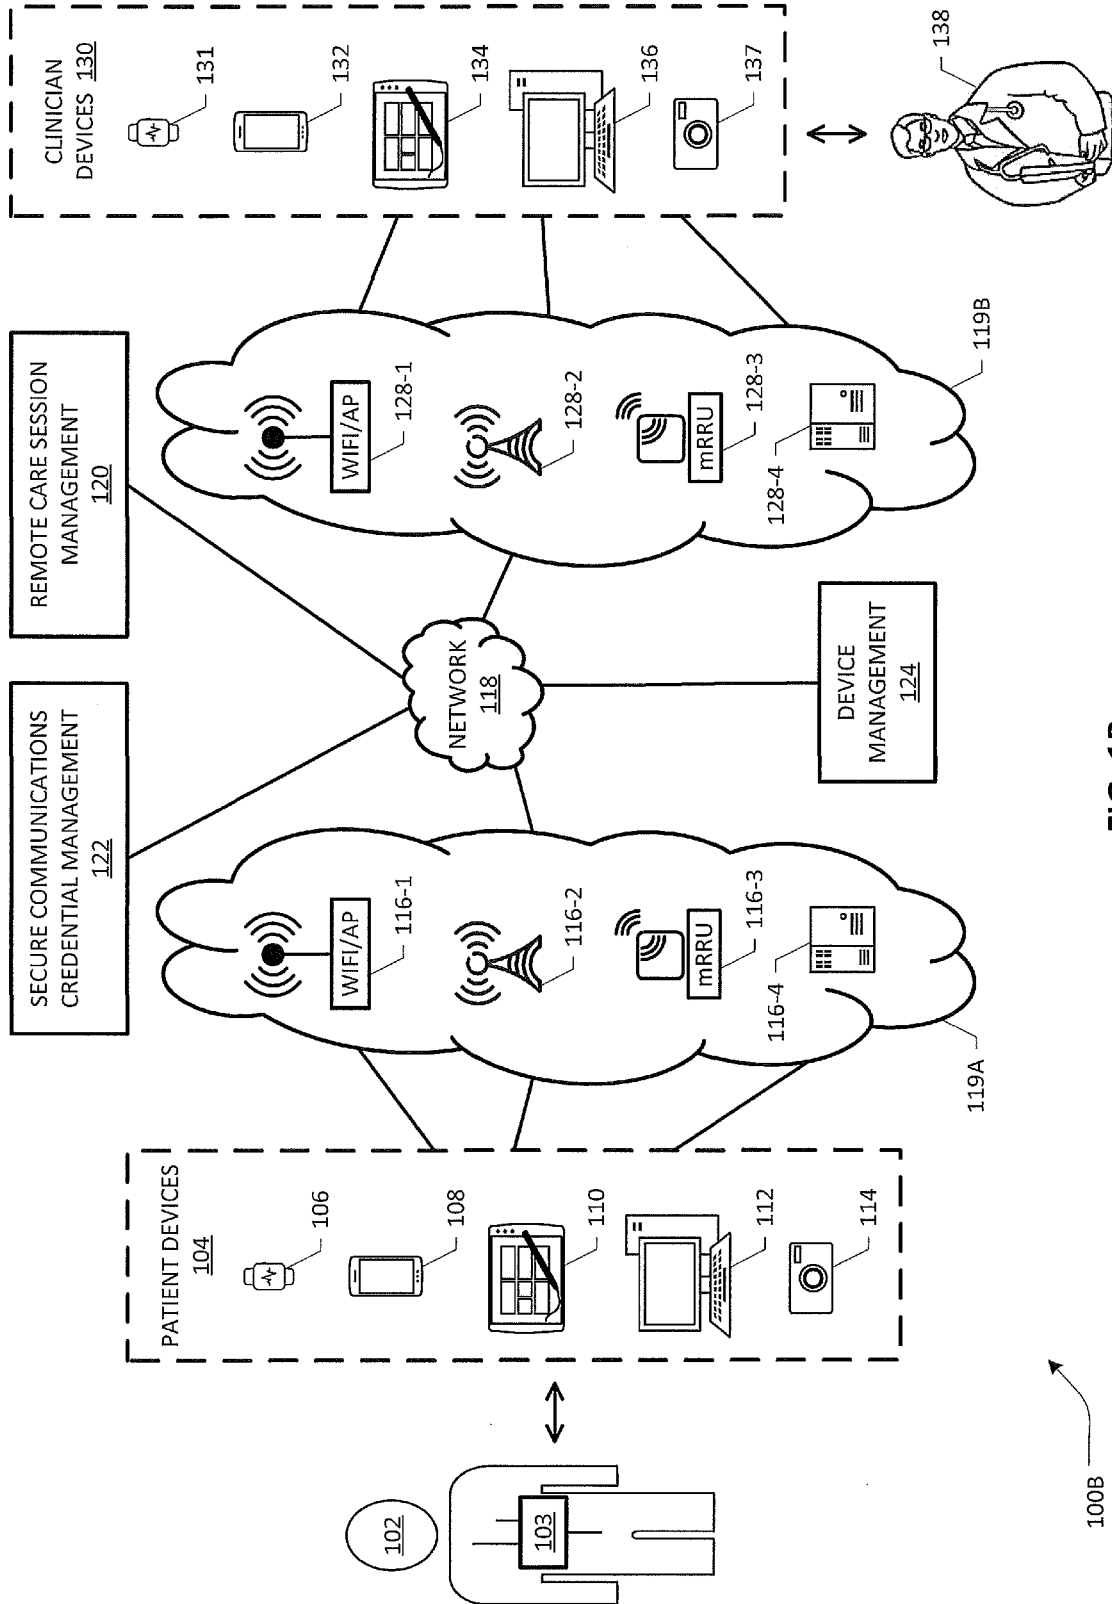 SECURE COMMUNICATIONS
CREDENTIAL MANAGEMENT
122
REMOTE CARE SESSION
MANAGEMENT
120
CLINICIAN
DEVICES 130
131
132
134
136
137
138
PATIENT DEVICES
104
106
108
110
112
114
102
103
WIFI/AP
116-1
116-2
mRRU
116-3
116-4
119A
NETWORK
118
WIFI/AP
128-1
128-2
mRRU
128-3
128-4
119B
DEVICE
MANAGEMENT
124
100B